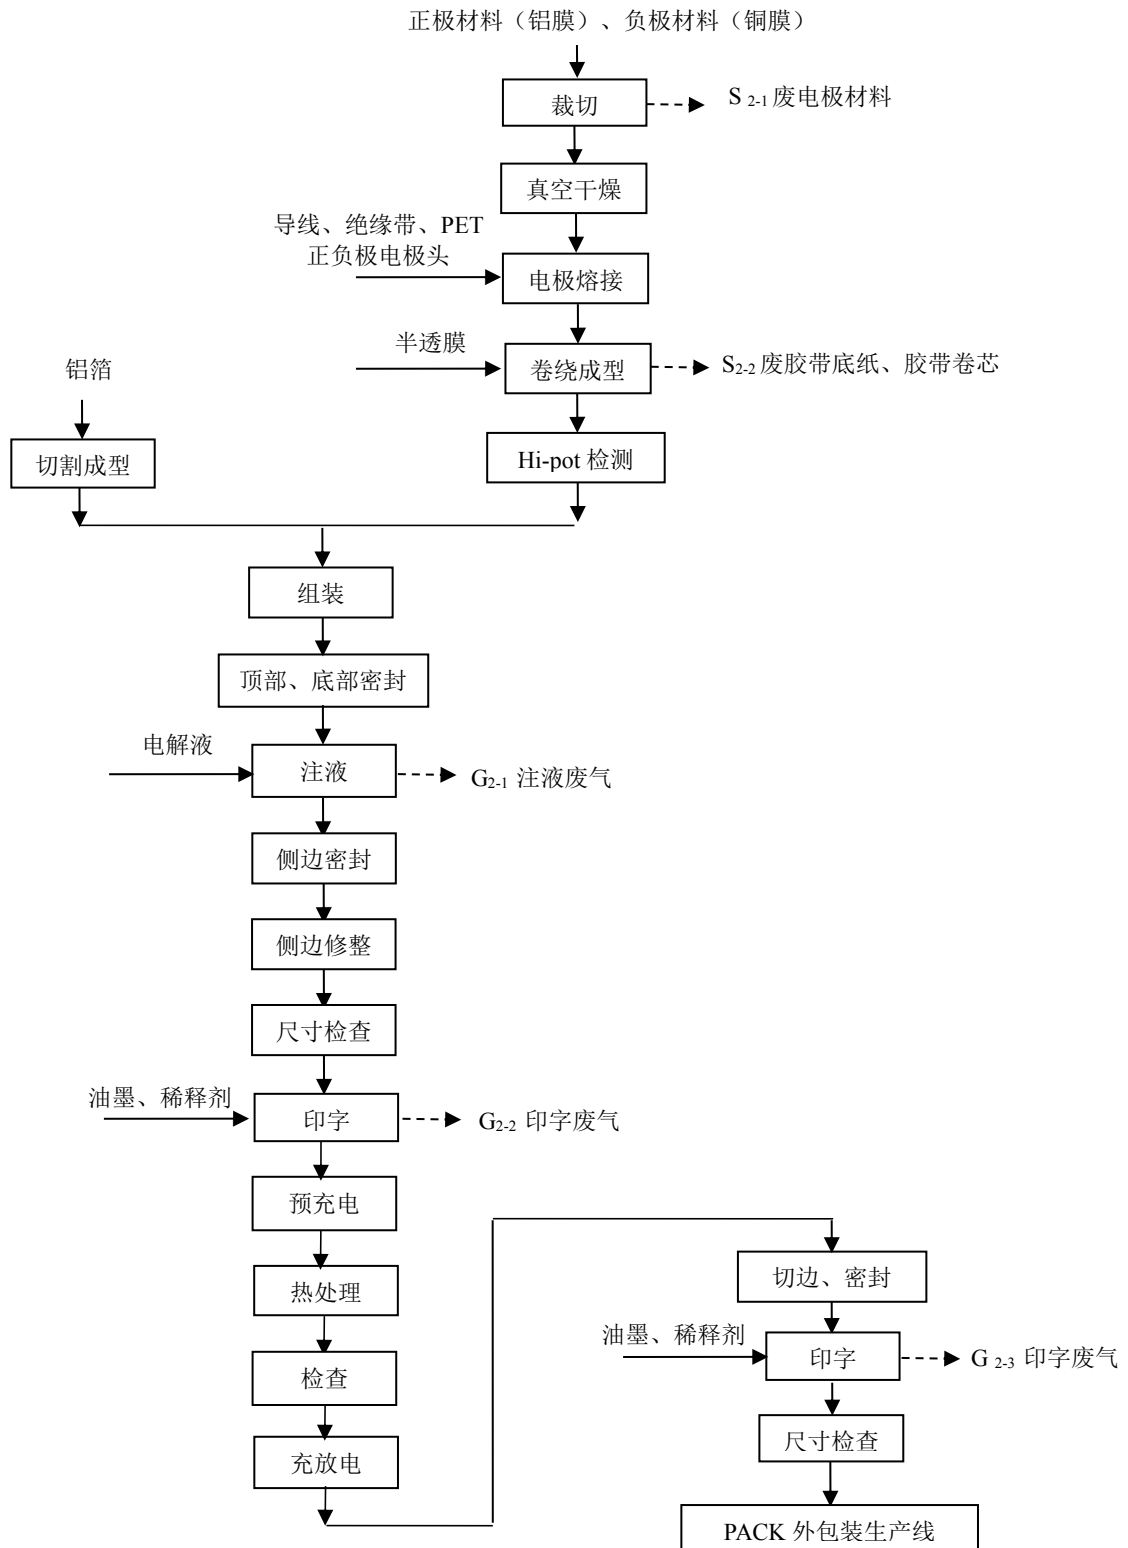 正极材料（铝膜）、负极材料（铜膜）
裁切
S 2-1 废电极材料
真空干燥
导线、绝缘带、PET
正负极电极头
电极熔接
半透膜
卷绕成型
S2-2 废胶带底纸、胶带卷芯
铝箔
切割成型
Hi-pot 检测
组装
顶部、底部密封
电解液
注液
G2-1 注液废气
侧边密封
侧边修整
尺寸检查
油墨、稀释剂
印字
G2-2 印字废气
预充电
热处理
检查
充放电
切边、密封
油墨、稀释剂
印字
G 2-3 印字废气
尺寸检查
PACK 外包装生产线